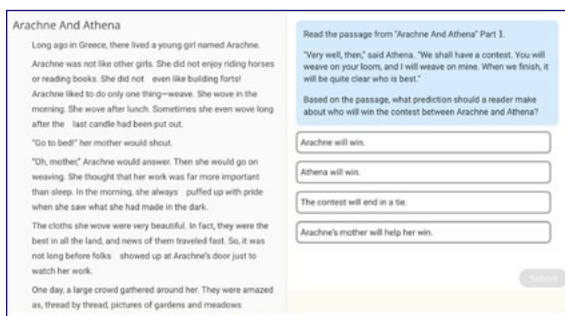 Arachne And Athena
Long ago in Greece, there lived a young girl named Arachne.
Arachne was not like other girls. She did not enjoy riding horses
or reading books. She did not even like building forts!
Arachne liked to do only one thing—weave. She wove in the
morning. She wove after lunch. Sometimes she even wove long
after the last candle had been put out.
"Go to bed!" her mother would shout.
"Oh, mother," Arachne would answer. Then she would go on
weaving. She thought that her work was far more important
than sleep. In the morning, she always puffed up with pride
when she saw what she had made in the dark.
The cloths she wove were very beautiful. In fact, they were the
best in all the land, and news of them traveled fast. So, it was
not long before folks showed up at Arachne's door just to
watch her work.
One day, a large crowd gathered around her. They were amazed
as, thread by thread, pictures of gardens and meadows
Read the passage from "Arachne And Athena" Part 1.
"Very well, then," said Athena. "We shall have a contest. You will
weave on your loom, and I will weave on mine. When we finish, it
will be quite clear who is best."
Based on the passage, what prediction should a reader make
about who will win the contest between Arachne and Athena?
Arachne will win.
Athena will win.
The contest will end in a tie.
Arachne's mother will help her win.
Submit